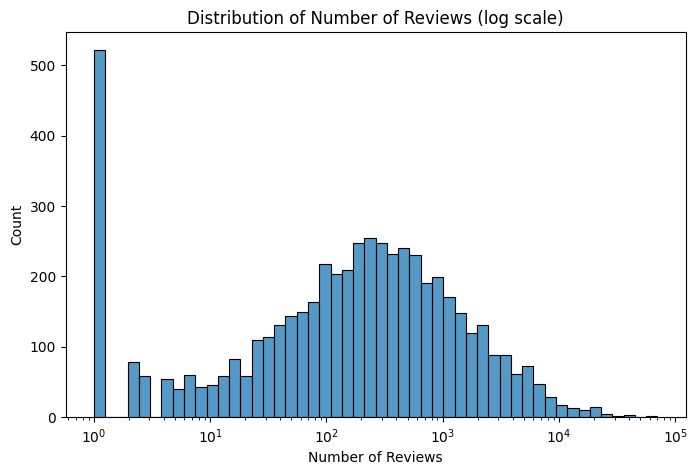 Distribution of Number of Reviews (log scale)
Count
500
400
300
200
100
0
10⁰ 10¹ 10² 10³ 10⁴ 10⁵
Number of Reviews